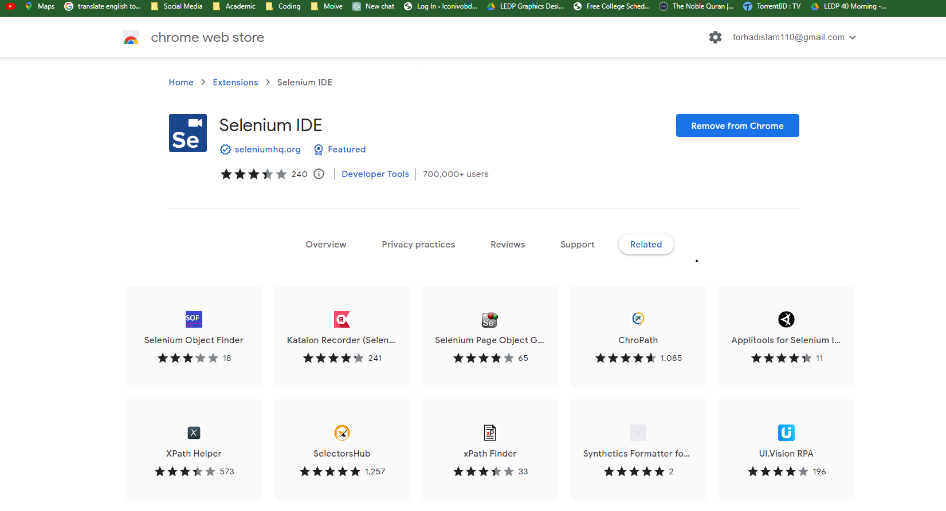 Maps translate english to... Social Media Academic Coding Moive New chat Log In ‹ Iconivobd... LEDP Graphics Desi... Free College Sched... The Noble Quran |... TorrentBD : TV LEDP 40 Morning -...
chrome web store
forhadislam110@gmail.com
Home > Extensions > Selenium IDE
Se
Selenium IDE
Remove from Chrome
seleniumhq.org Featured
240 Developer Tools 700,000+ users
Overview Privacy practices Reviews Support Related
SOF
R
Se
Selenium Object Finder Katalon Recorder (Selen... Selenium Page Object G... ChroPath Applitools for Selenium I...
18 241 65 1,085 11
XPath Helper SelectorsHub xPath Finder Synthetics Formatter fo... UI.Vision RPA
573 1,257 33 2 196